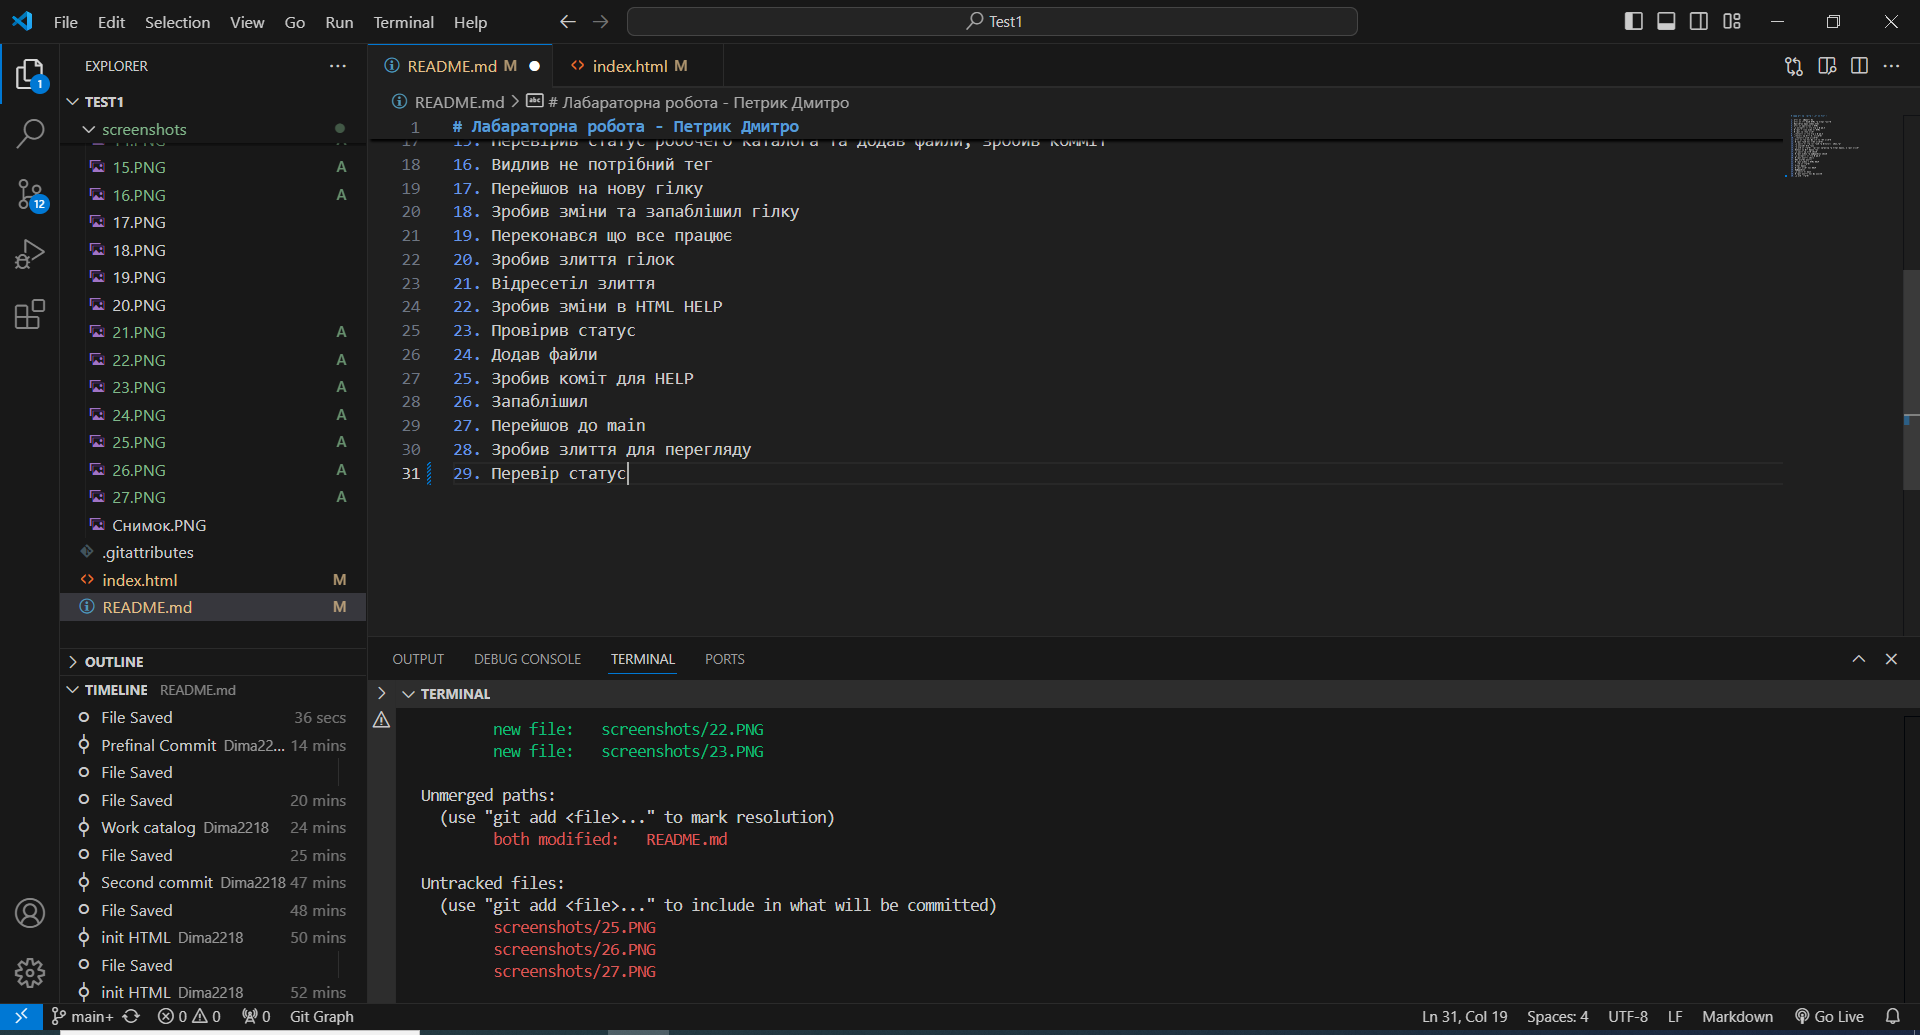 File Edit Selection View Go Run Terminal Help
Test1
EXPLORER
TEST1
screenshots
15.PNG A
16.PNG A
17.PNG
18.PNG
19.PNG
20.PNG
21.PNG A
22.PNG A
23.PNG A
24.PNG A
25.PNG A
26.PNG A
27.PNG A
Снимок.PNG
.gitattributes
index.html M
README.md M
OUTLINE
TIMELINE README.md
File Saved 36 secs
Prefinal Commit Dima22... 14 mins
File Saved
File Saved 20 mins
Work catalog Dima2218 24 mins
File Saved 25 mins
Second commit Dima2218 47 mins
File Saved 48 mins
init HTML Dima2218 50 mins
File Saved
init HTML Dima2218 52 mins
1
12
README.md M
index.html M
README.md > # Лабараторна робота - Петрик Дмитро
1 # Лабараторна робота - Петрик Дмитро
17 15. Перевірив статус робочего каталога та додав файли, зробив комміт
18 16. Видлив не потрібний тег
19 17. Перейшов на нову гілку
20 18. Зробив зміни та запаблішил гілку
21 19. Переконався що все працює
22 20. Зробив злиття гілок
23 21. Відресетіл злиття
24 22. Зробив зміни в HTML HELP
25 23. Провірив статус
26 24. Додав файли
27 25. Зробив коміт для HELP
28 26. Запаблішил
29 27. Перейшов до main
30 28. Зробив злиття для перегляду
31 29. Перевір статус
OUTPUT DEBUG CONSOLE TERMINAL PORTS
TERMINAL
new file: screenshots/22.PNG
new file: screenshots/23.PNG
Unmerged paths:
(use "git add <file>..." to mark resolution)
both modified: README.md
Untracked files:
(use "git add <file>..." to include in what will be committed)
screenshots/25.PNG
screenshots/26.PNG
screenshots/27.PNG
main+ 0 0 0 Git Graph Ln 31, Col 19 Spaces: 4 UTF-8 LF Markdown Go Live